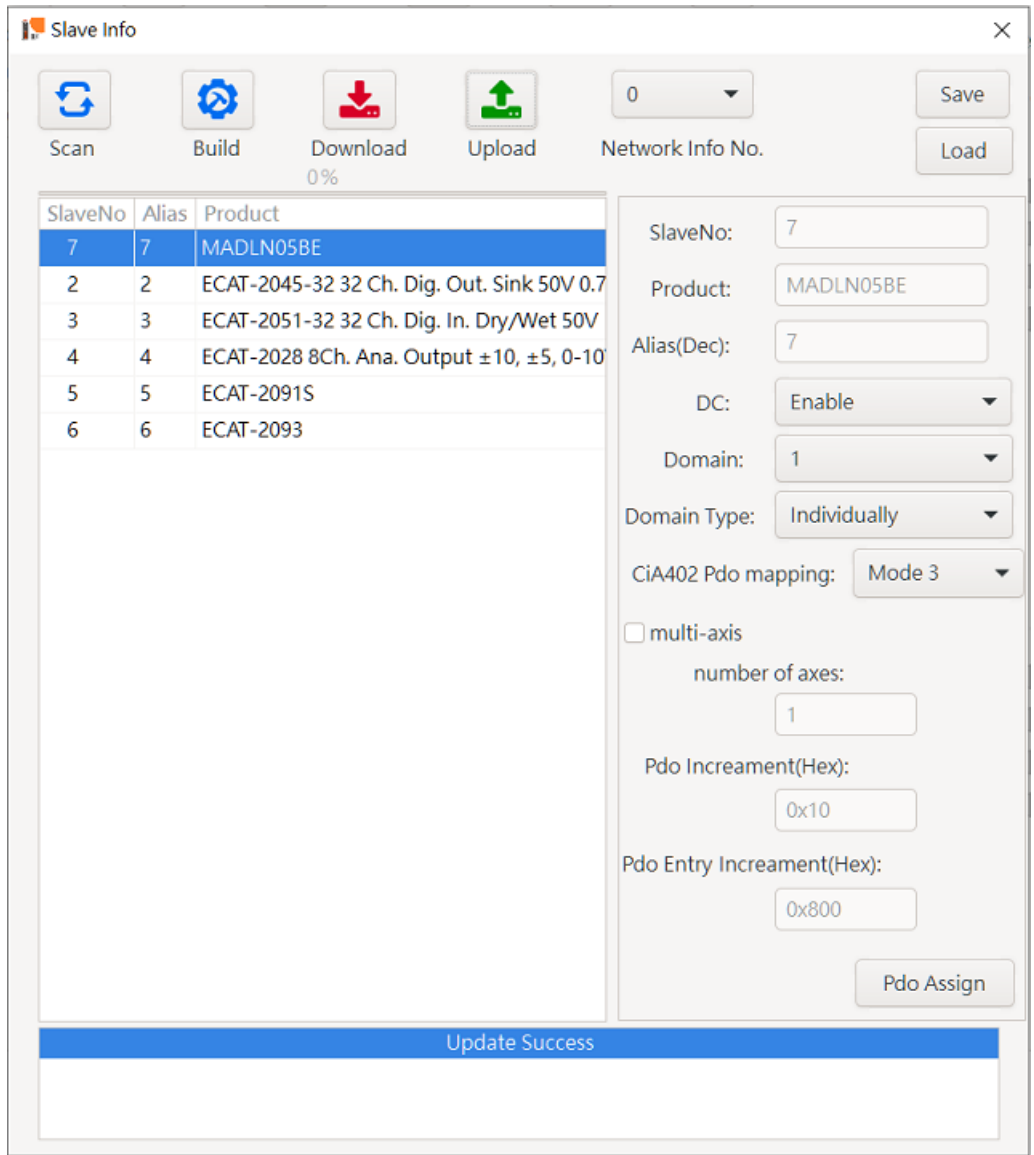 Slave Info
0
Save
Scan
Build
Download
Upload
Network Info No.
Load
0%
SlaveNo Alias Product
7 7 MADLN05BE
2 2 ECAT-2045-32 32 Ch. Dig. Out. Sink 50V 0.7
3 3 ECAT-2051-32 32 Ch. Dig. In. Dry/Wet 50V
4 4 ECAT-2028 8Ch. Ana. Output ±10, ±5, 0-10
5 5 ECAT-2091S
6 6 ECAT-2093
SlaveNo: 7
Product: MADLN05BE
Alias(Dec): 7
DC: Enable
Domain: 1
Domain Type: Individually
CiA402 Pdo mapping: Mode 3
multi-axis
number of axes:
1
Pdo Increament(Hex):
0x10
Pdo Entry Increament(Hex):
0x800
Pdo Assign
Update Success